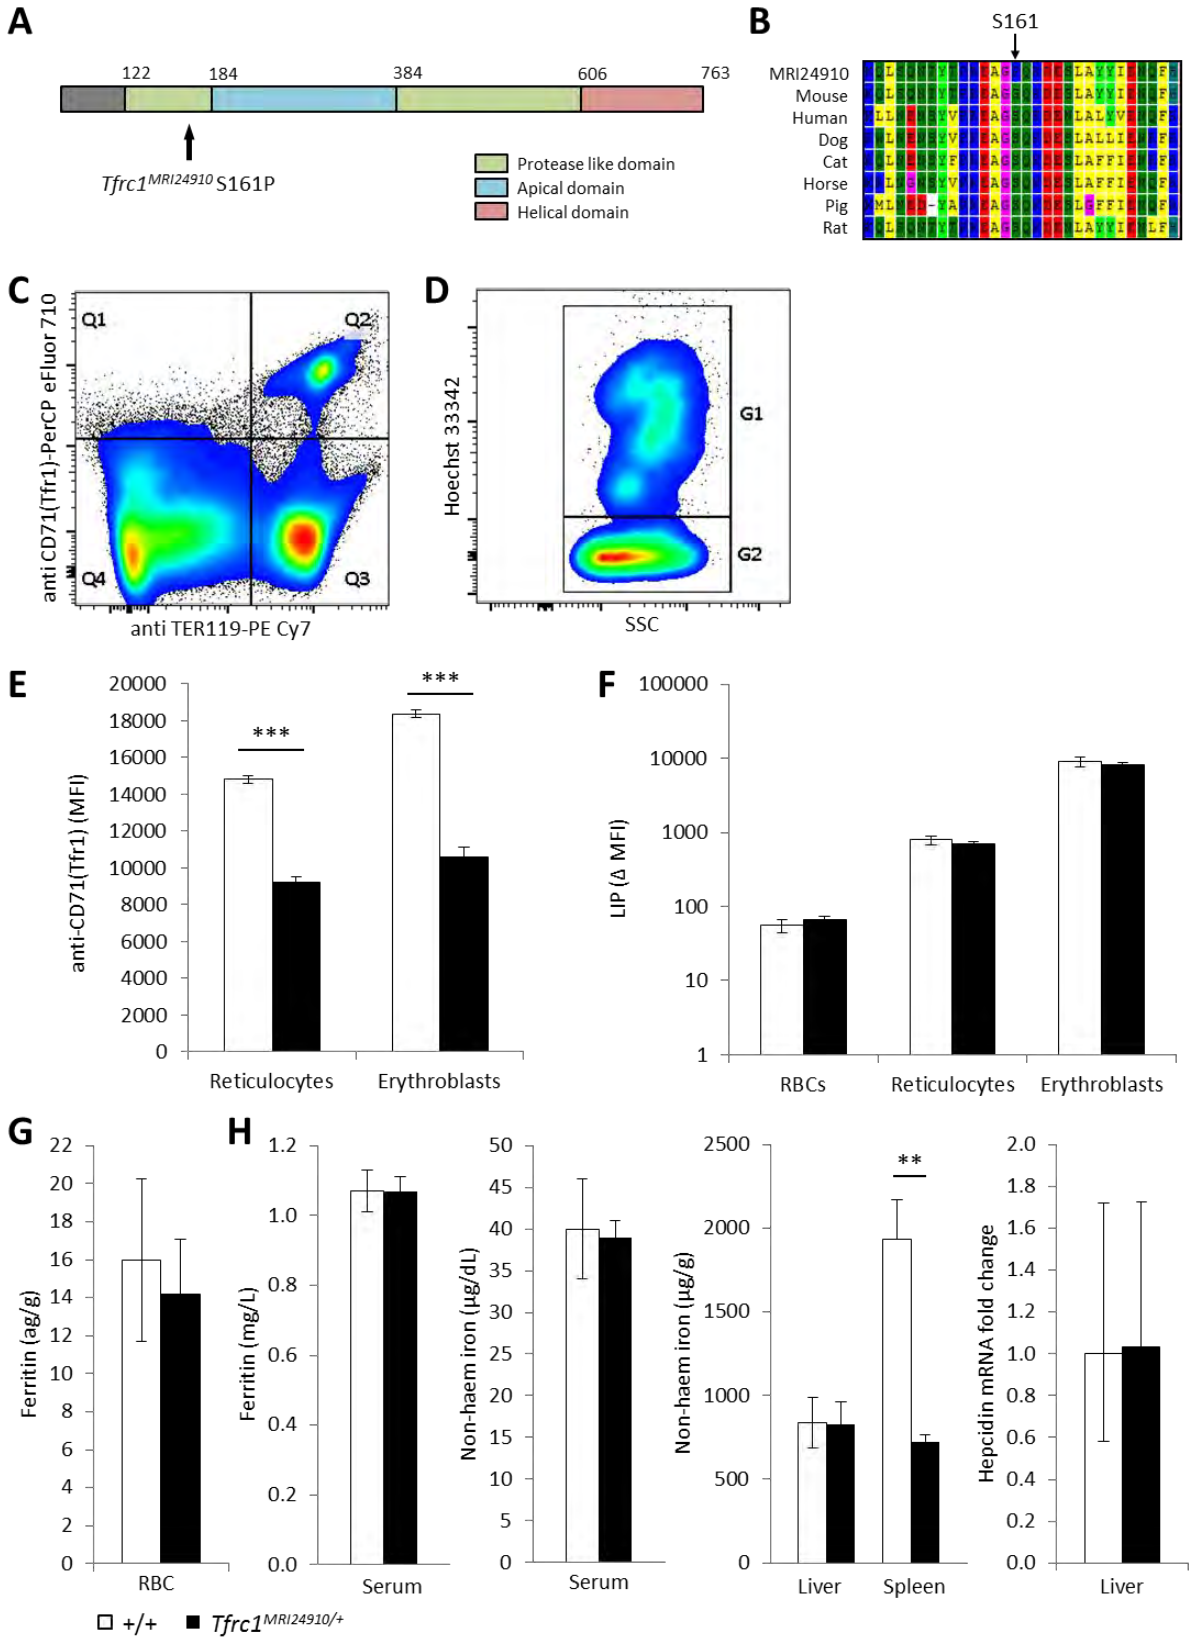 A
122 184 384 606 763
Tfrc1MRI24910 S161P
Protease like domain
Apical domain
Helical domain
B
S161
MRI24910
Mouse
Human
Dog
Cat
Horse
Pig
Rat
C
anti CD71(Tfr1)-PerCP eFluor 710
Q1 Q2
Q4 Q3
anti TER119-PE Cy7
D
Hoechst 33342
G1
G2
SSC
E
anti-CD71(Tfr1) (MFI)
20000
18000
16000
14000
12000
10000
8000
6000
4000
2000
0
***
***
Reticulocytes Erythroblasts
F
LIP (Δ MFI)
100000
10000
1000
100
10
1
RBCs Reticulocytes Erythroblasts
G
Ferritin (ag/g)
22
20
18
16
14
12
10
8
6
4
2
0
RBC
H
Ferritin (mg/L)
1.2
1.0
0.8
0.6
0.4
0.2
0.0
Serum
Non-haem iron (µg/dL)
50
45
40
35
30
25
20
15
10
5
0
Serum
Non-haem iron (µg/g)
2500
2000
1500
1000
500
0
**
Liver Spleen
Hepcidin mRNA fold change
2.0
1.8
1.6
1.4
1.2
1.0
0.8
0.6
0.4
0.2
0.0
Liver
+/+ Tfrc1MRI24910/+